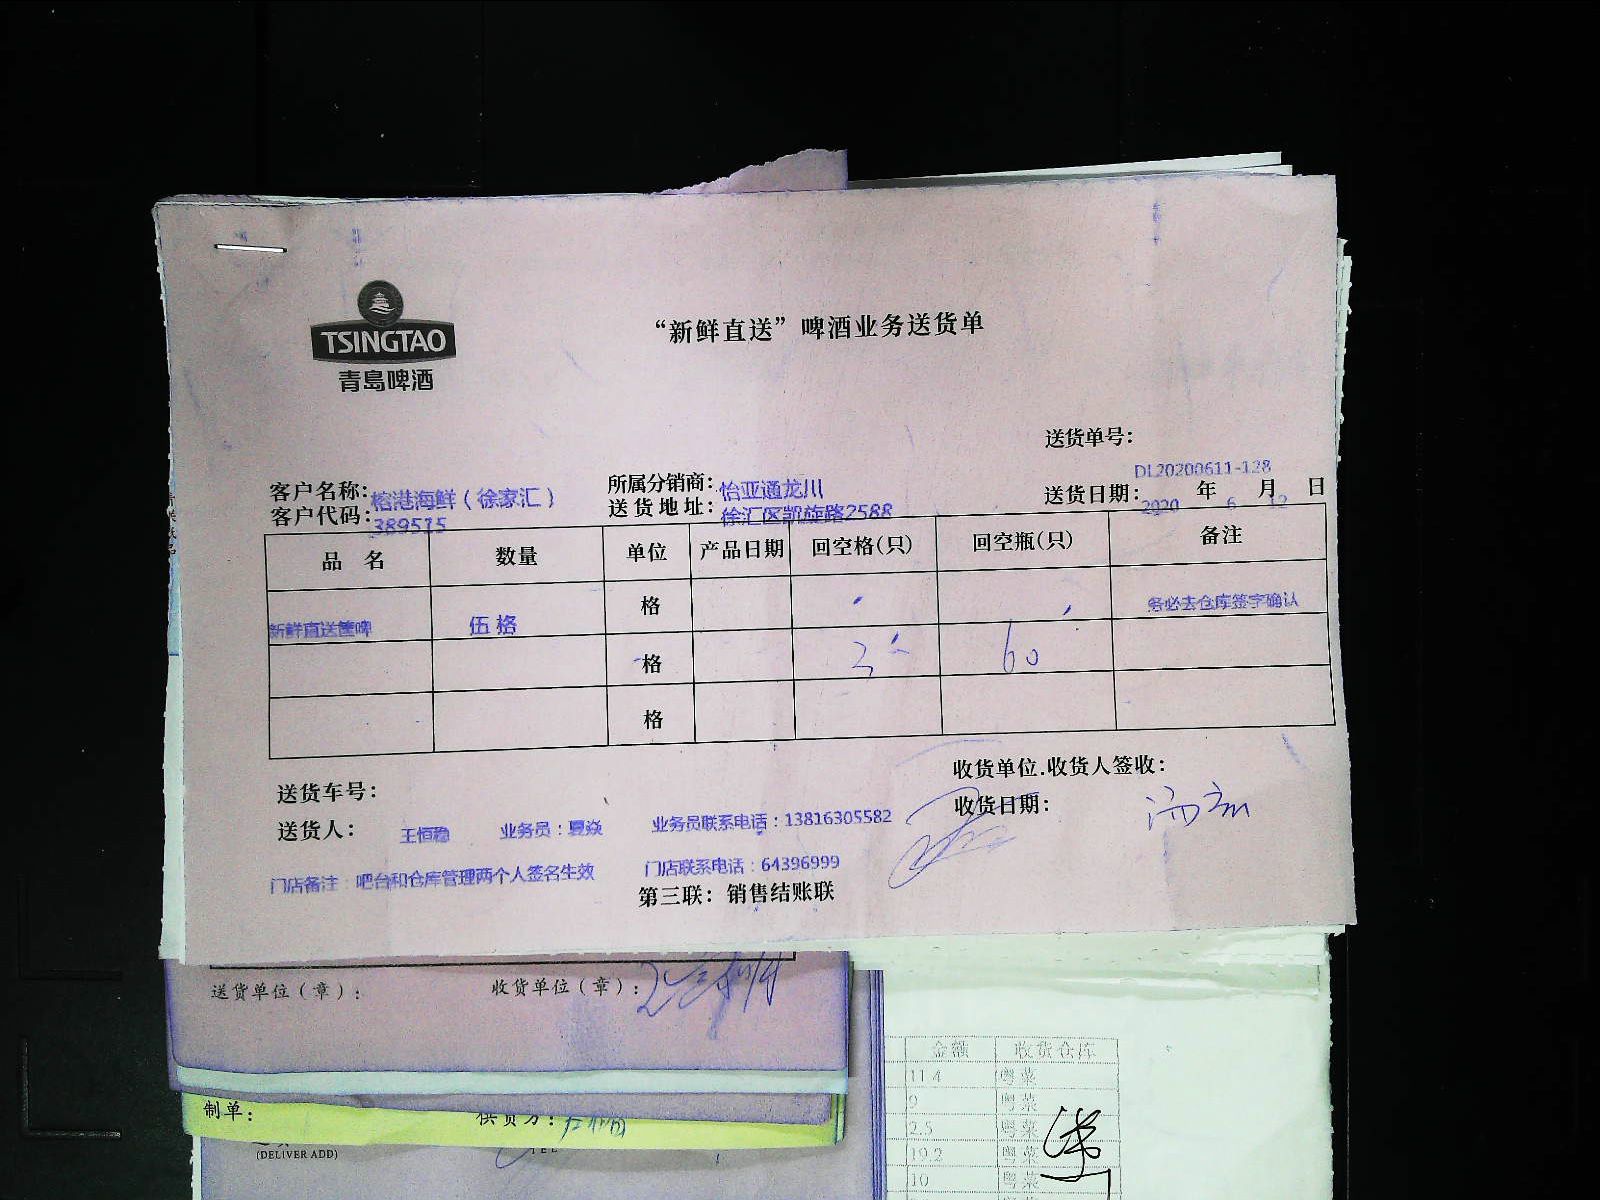 TSINGTAO
青島啤酒
“新鲜直送”啤酒业务送货单
送货单号：
DL20200611-128
客户名称：榕港海鲜（徐家汇） 所属分销商：怡亚通龙川 送货日期：2020 年 6 月 12 日
客户代码：389515 送货地址：徐汇区凯旋路2588
品 名 数量 单位 产品日期 回空格(只) 回空瓶(只) 备注
新鲜直送筐啤 伍格 格 务必去仓库签字确认
格 60
格
送货车号： 收货单位.收货人签收：
送货人：王恒稳 业务员：夏焱 业务员联系电话：13816305582 收货日期：
门店备注：吧台和仓库管理两个人签名生效 门店联系电话：64396999
第三联：销售结账联
送货单位（章）： 收货单位（章）：
金额 收货仓库
11.4 粤菜
9 粤菜
2.5 粤菜
19.2 粤菜
10 粤菜
制单： 供货方：
(DELIVER ADD) TEL